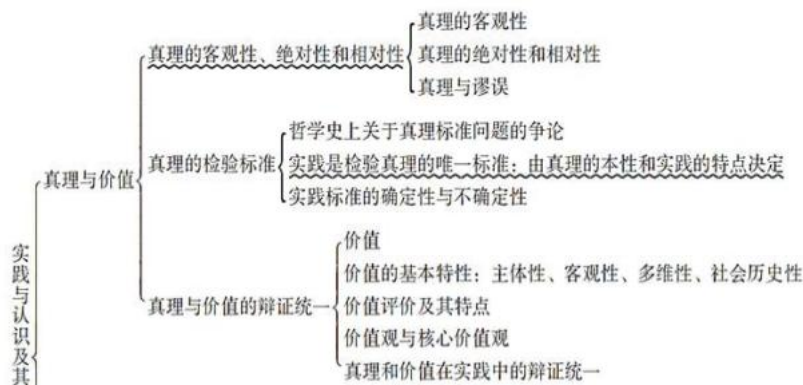 真理的客观性
真理的客观性、绝对性和相对性
真理的绝对性和相对性
真理与谬误
哲学史上关于真理标准问题的争论
真理的检验标准
实践是检验真理的唯一标准：由真理的本性和实践的特点决定
真理与价值
实践标准的确定性与不确定性
价值
价值的基本特性：主体性、客观性、多维性、社会历史性
真理与价值的辩证统一
价值评价及其特点
价值观与核心价值观
真理和价值在实践中的辩证统一
实践与认识及其